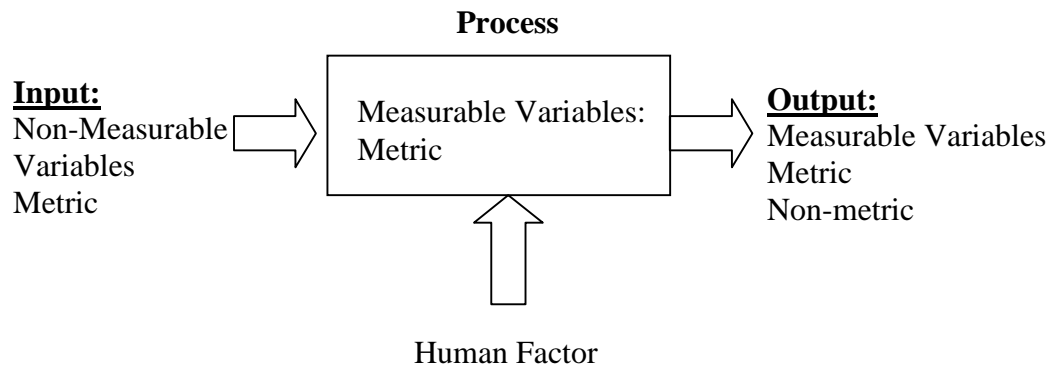 Process
Input:
Non-Measurable
Variables
Metric
Measurable Variables:
Metric
Output:
Measurable Variables
Metric
Non-metric
Human Factor